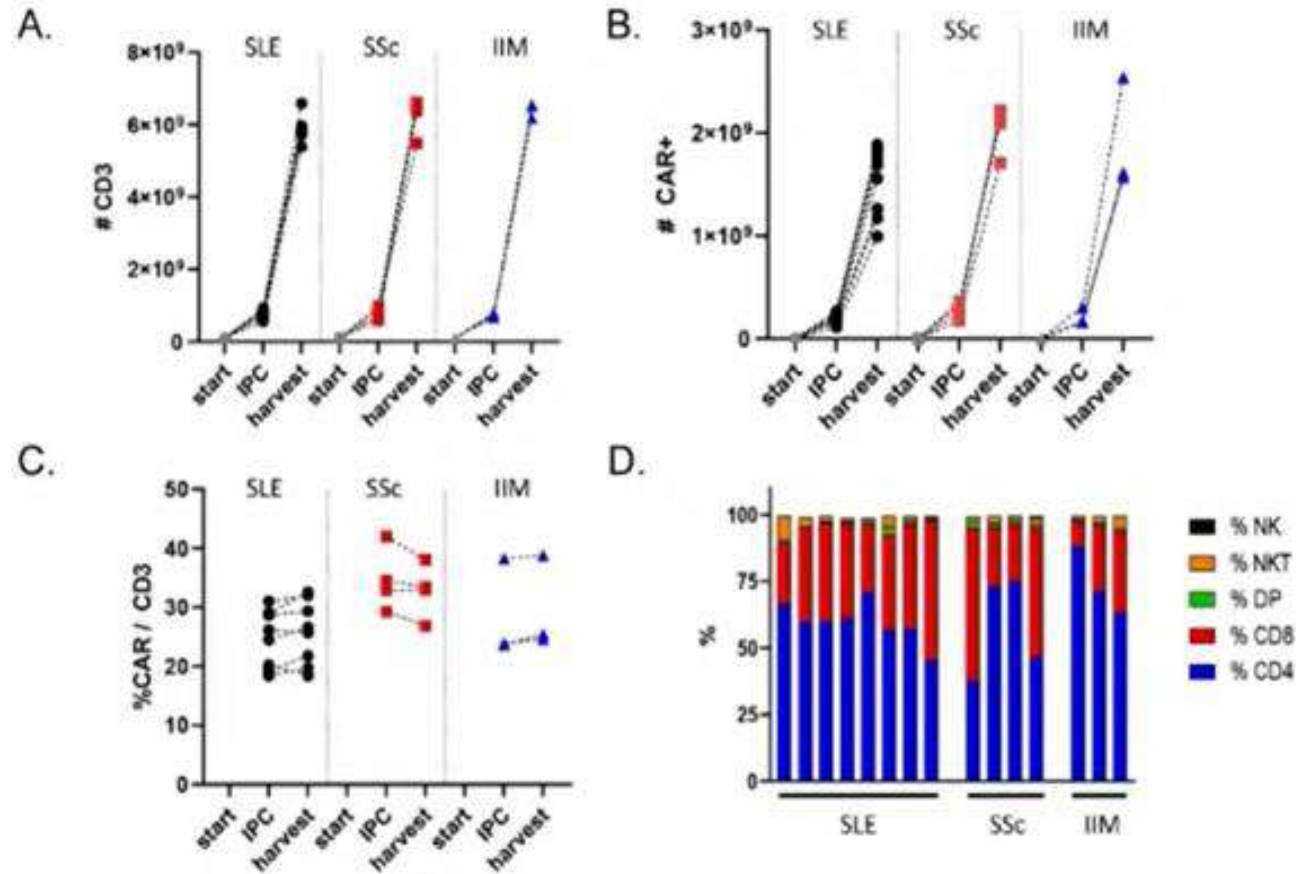 A.
SLE SSc IIM
8×10⁹
6×10⁹
4×10⁹
2×10⁹
0
# CD3
start IPC harvest start IPC harvest start IPC harvest
B.
SLE SSc IIM
3×10⁹
2×10⁹
1×10⁹
0
# CAR+
start IPC harvest start IPC harvest start IPC harvest
C.
SLE SSc IIM
50
40
30
20
10
0
%CAR / CD3
start IPC harvest start IPC harvest start IPC harvest
D.
100
75
50
25
0
%
SLE SSc IIM
% NK
% NKT
% DP
% CD8
% CD4